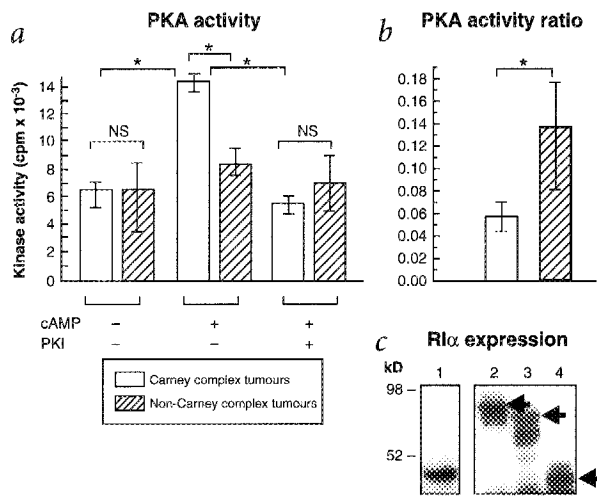 a PKA activity
Kinase activity (cpm x 10⁻³)
14
12
10
8
6
4
2
0
*
*
*
NS
NS
cAMP – + +
PKI – – +
Carney complex tumours
Non-Carney complex tumours
b PKA activity ratio
0.18
0.16
0.14
0.12
0.10
0.08
0.06
0.04
0.02
0.00
*
c RIα expression
kD 1 2 3 4
98 –
52 –